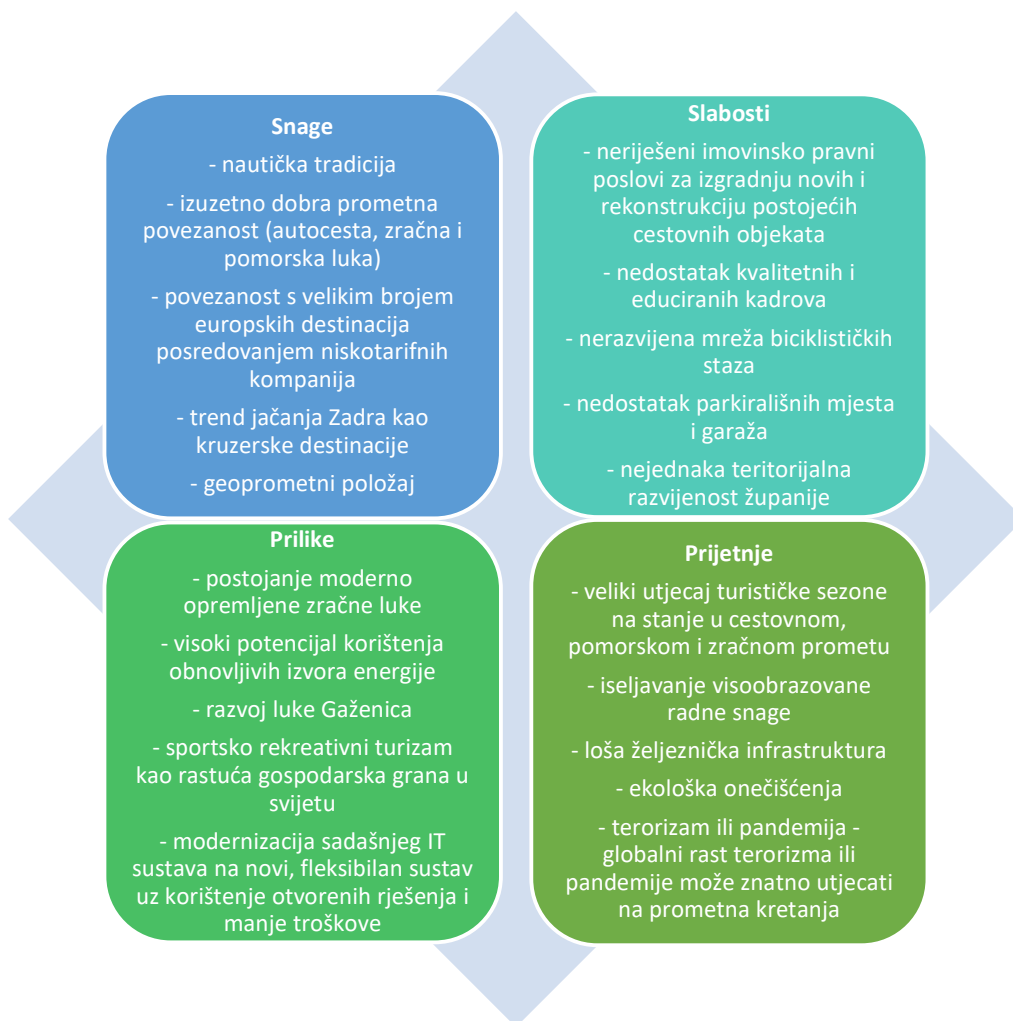 Snage
- nautička tradicija
- izuzetno dobra prometna
povezanost (autocesta, zračna i
pomorska luka)
- povezanost s velikim brojem
europskih destinacija
posredovanjem niskotarifnih
kompanija
- trend jačanja Zadra kao
kruzerske destinacije
- geoprometni položaj
Slabosti
- neriješeni imovinsko pravni
poslovi za izgradnju novih i
rekonstrukciju postojećih
cestovnih objekata
- nedostatak kvalitetnih i
educiranih kadrova
- nerazvijena mreža biciklističkih
staza
- nedostatak parkirališnih mjesta
i garaža
- nejednaka teritorijalna
razvijenost županije
Prilike
- postojanje moderno
opremljene zračne luke
- visoki potencijal korištenja
obnovljivih izvora energije
- razvoj luke Gaženica
- sportsko rekreativni turizam
kao rastuća gospodarska grana u
svijetu
- modernizacija sadašnjeg IT
sustava na novi, fleksibilan sustav
uz korištenje otvorenih rješenja i
manje troškove
Prijetnje
- veliki utjecaj turističke sezone
na stanje u cestovnom,
pomorskom i zračnom prometu
- iseljavanje visoobrazovane
radne snage
- loša željeznička infrastruktura
- ekološka onečišćenja
- terorizam ili pandemija -
globalni rast terorizma ili
pandemije može znatno utjecati
na prometna kretanja